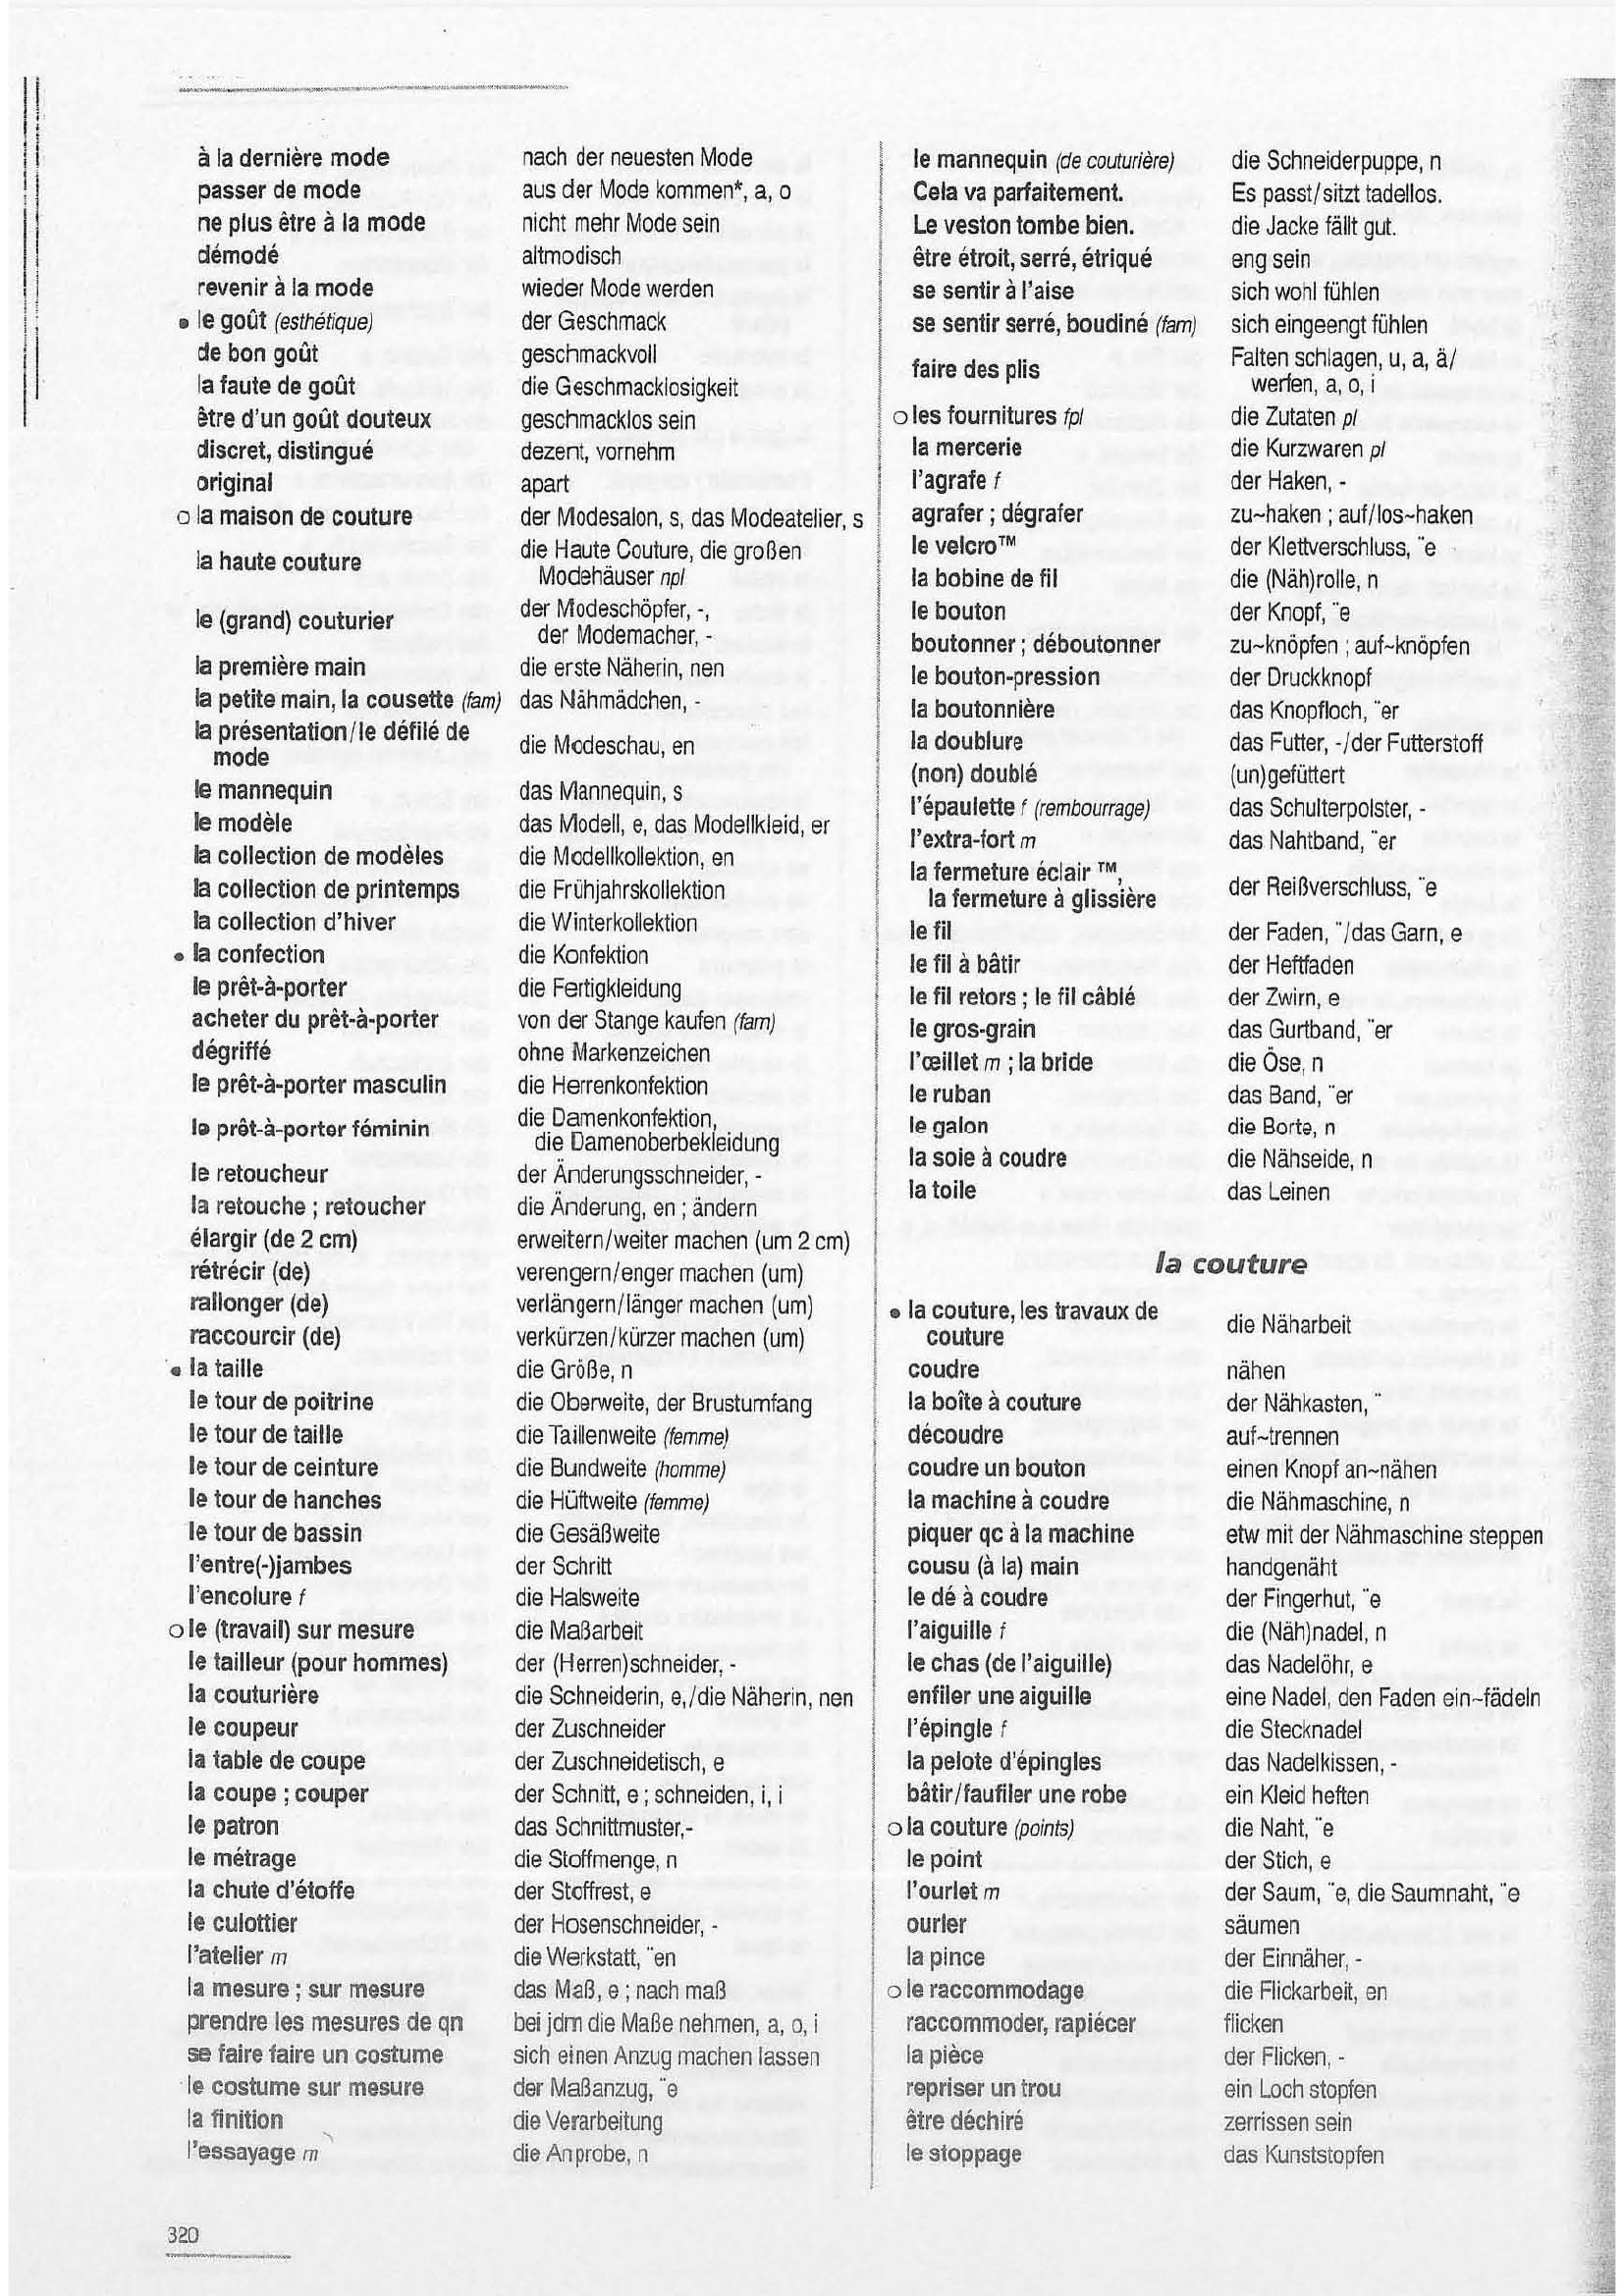 à la dernière mode nach der neuesten Mode
passer de mode aus der Mode kommen*, a, o
ne plus être à la mode nicht mehr Mode sein
démodé altmodisch
revenir à la mode wieder Mode werden
• le goût (esthétique) der Geschmack
de bon goût geschmackvoll
la faute de goût die Geschmacklosigkeit
être d'un goût douteux geschmacklos sein
discret, distingué dezent, vornehm
original apart
o la maison de couture der Modesalon, s, das Modeatelier, s
la haute couture die Haute Couture, die großen
Modehäuser npl
le (grand) couturier der Modeschöpfer, -,
der Modemacher, -
la première main die erste Näherin, nen
la petite main, la cousette (fam) das Nähmädchen, -
la présentation/le défilé de
mode die Modeschau, en
le mannequin das Mannequin, s
le modèle das Modell, e, das Modellkleid, er
la collection de modèles die Modellkollektion, en
la collection de printemps die Frühjahrskollektion
la collection d'hiver die Winterkollektion
• la confection die Konfektion
le prêt-à-porter die Fertigkleidung
acheter du prêt-à-porter von der Stange kaufen (fam)
dégriffé ohne Markenzeichen
le prêt-à-porter masculin die Herrenkonfektion
le prêt-à-porter féminin die Damenkonfektion,
die Damenoberbekleidung
le retoucheur der Änderungsschneider, -
la retouche ; retoucher die Änderung, en ; ändern
élargir (de 2 cm) erweitern/weiter machen (um 2 cm)
rétrécir (de) verengern/enger machen (um)
rallonger (de) verlängern/länger machen (um)
raccourcir (de) verkürzen/kürzer machen (um)
• la taille die Größe, n
le tour de poitrine die Oberweite, der Brustumfang
le tour de taille die Taillenweite (femme)
le tour de ceinture die Bundweite (homme)
le tour de hanches die Hüftweite (femme)
le tour de bassin die Gesäßweite
l'entre(-)jambes der Schritt
l'encolure f die Halsweite
o le (travail) sur mesure die Maßarbeit
le tailleur (pour hommes) der (Herren)schneider, -
la couturière die Schneiderin, e,/die Näherin, nen
le coupeur der Zuschneider
la table de coupe der Zuschneidetisch, e
la coupe ; couper der Schnitt, e ; schneiden, i, i
le patron das Schnittmuster,-
le métrage die Stoffmenge, n
la chute d'étoffe der Stoffrest, e
le culottier der Hosenschneider, -
l'atelier m die Werkstatt, ¨en
la mesure ; sur mesure das Maß, e ; nach maß
prendre les mesures de qn bei jdm die Maße nehmen, a, o, i
se faire faire un costume sich einen Anzug machen lassen
le costume sur mesure der Maßanzug, ¨e
la finition die Verarbeitung
l'essayage m die Anprobe, n
le mannequin (de couturière) die Schneiderpuppe, n
Cela va parfaitement. Es passt/sitzt tadellos.
Le veston tombe bien. die Jacke fällt gut.
être étroit, serré, étriqué eng sein
se sentir à l'aise sich wohl fühlen
se sentir serré, boudiné (fam) sich eingeengt fühlen
faire des plis Falten schlagen, u, a, ä/
werfen, a, o, i
o les fournitures fpl die Zutaten pl
la mercerie die Kurzwaren pl
l'agrafe f der Haken, -
agrafer ; dégrafer zu~haken ; auf/los~haken
le velcro™ der Klettverschluss, ¨e
la bobine de fil die (Näh)rolle, n
le bouton der Knopf, ¨e
boutonner ; déboutonner zu~knöpfen ; auf~knöpfen
le bouton-pression der Druckknopf
la boutonnière das Knopfloch, ¨er
la doublure das Futter, -/der Futterstoff
(non) doublé (un)gefüttert
l'épaulette f (rembourrage) das Schulterpolster, -
l'extra-fort m das Nahtband, ¨er
la fermeture éclair ™,
la fermeture à glissière der Reißverschluss, ¨e
le fil der Faden, ¨/das Garn, e
le fil à bâtir der Heftfaden
le fil retors ; le fil câblé der Zwirn, e
le gros-grain das Gurtband, ¨er
l'œillet m ; la bride die Öse, n
le ruban das Band, ¨er
le galon die Borte, n
la soie à coudre die Nähseide, n
la toile das Leinen
la couture
• la couture, les travaux de
couture die Näharbeit
coudre nähen
la boîte à couture der Nähkasten, ¨
découdre auf~trennen
coudre un bouton einen Knopf an~nähen
la machine à coudre die Nähmaschine, n
piquer qc à la machine etw mit der Nähmaschine steppen
cousu (à la) main handgenäht
le dé à coudre der Fingerhut, ¨e
l'aiguille f die (Näh)nadel, n
le chas (de l'aiguille) das Nadelöhr, e
enfiler une aiguille eine Nadel, den Faden ein~fädeln
l'épingle f die Stecknadel
la pelote d'épingles das Nadelkissen, -
bâtir/faufiler une robe ein Kleid heften
o la couture (points) die Naht, ¨e
le point der Stich, e
l'ourlet m der Saum, ¨e, die Saumnaht, ¨e
ourler säumen
la pince der Einnäher, -
o le raccommodage die Flickarbeit, en
raccommoder, rapiécer flicken
la pièce der Flicken, -
repriser un trou ein Loch stopfen
être déchiré zerrissen sein
le stoppage das Kunststopfen
320